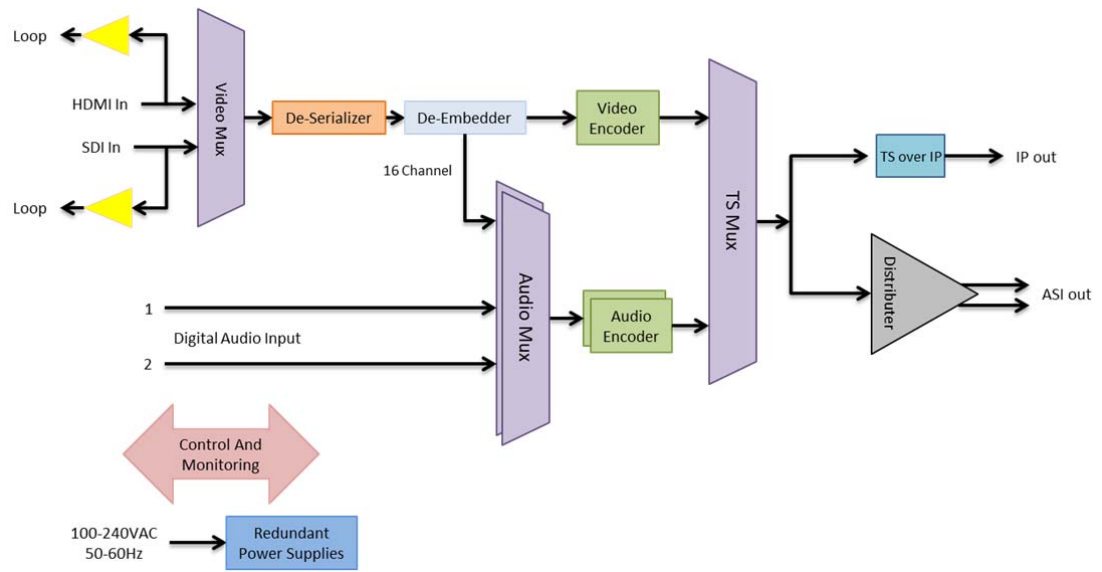 Loop
HDMI In
SDI In
Loop
Video Mux
De-Serializer
De-Embedder
16 Channel
Video
Encoder
1
Digital Audio Input
2
Audio Mux
Audio
Encoder
TS Mux
TS over IP
IP out
Distributer
ASI out
Control And
Monitoring
100-240VAC
50-60Hz
Redundant
Power Supplies